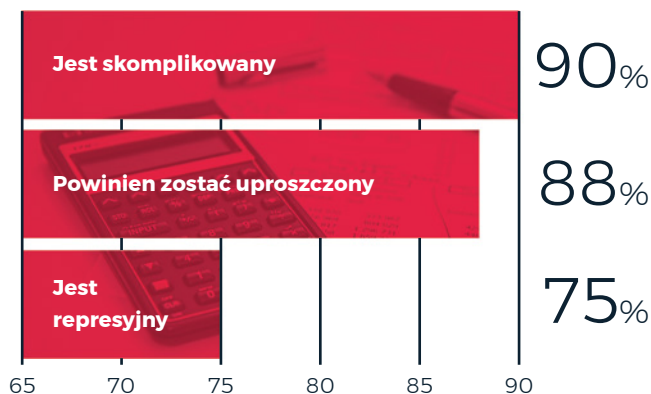 Jest skomplikowany
90%
Powinien zostać uproszczony
88%
Jest
represyjny
75%
65 70 75 80 85 90